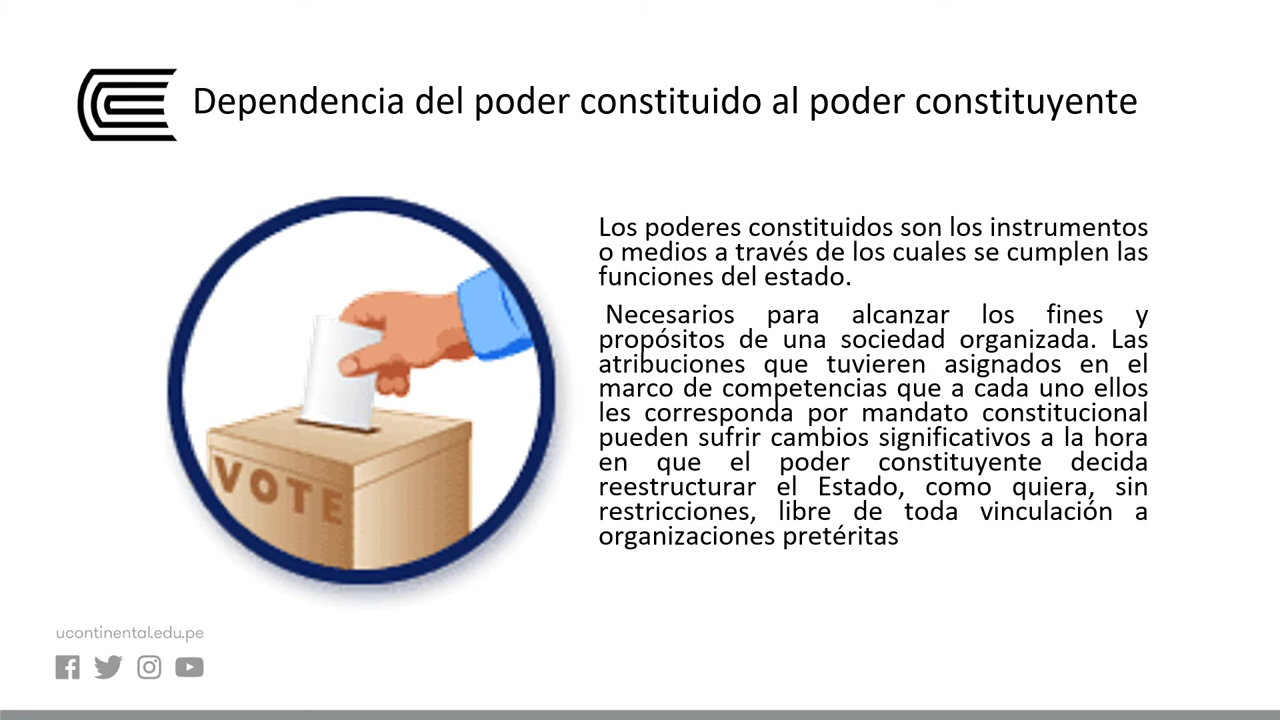 Dependencia del poder constituido al poder constituyente
Los poderes constituidos son los instrumentos
o medios a través de los cuales se cumplen las
funciones del estado.
Necesarios para alcanzar los fines y
propósitos de una sociedad organizada. Las
atribuciones que tuvieren asignados en el
marco de competencias que a cada uno ellos
les corresponda por mandato constitucional
pueden sufrir cambios significativos a la hora
en que el poder constituyente decida
reestructurar el Estado, como quiera, sin
restricciones, libre de toda vinculación a
organizaciones pretéritas
VOTE
ucontinental.edu.pe